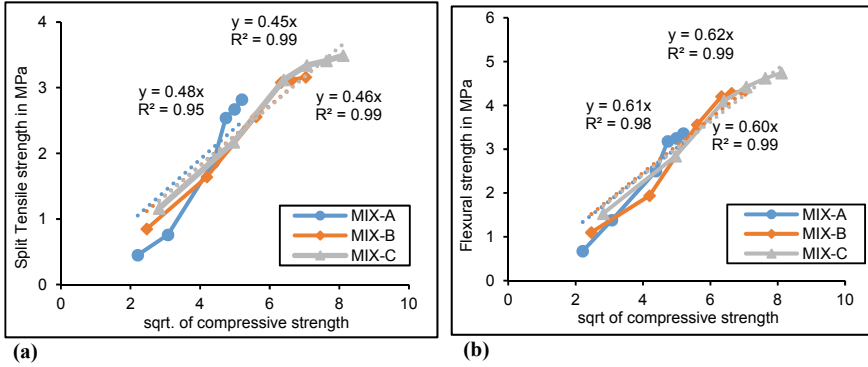 4
3
2
1
0
0
2
4
6
8
10
Split Tensile strength in MPa
sqrt. of compressive strength
y = 0.45x
R² = 0.99
y = 0.48x
R² = 0.95
y = 0.46x
R² = 0.99
MIX-A
MIX-B
MIX-C
(a)
6
5
4
3
2
1
0
0
2
4
6
8
10
Flexural strength in MPa
sqrt of compressive strength
y = 0.62x
R² = 0.99
y = 0.61x
R² = 0.98
y = 0.60x
R² = 0.99
MIX-A
MIX-B
MIX-C
(b)